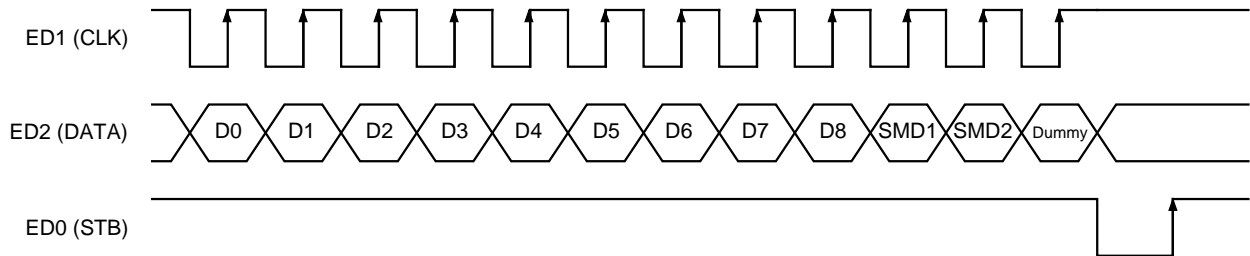 ED1 (CLK)
ED2 (DATA) D0 D1 D2 D3 D4 D5 D6 D7 D8 SMD1 SMD2 Dummy
ED0 (STB)